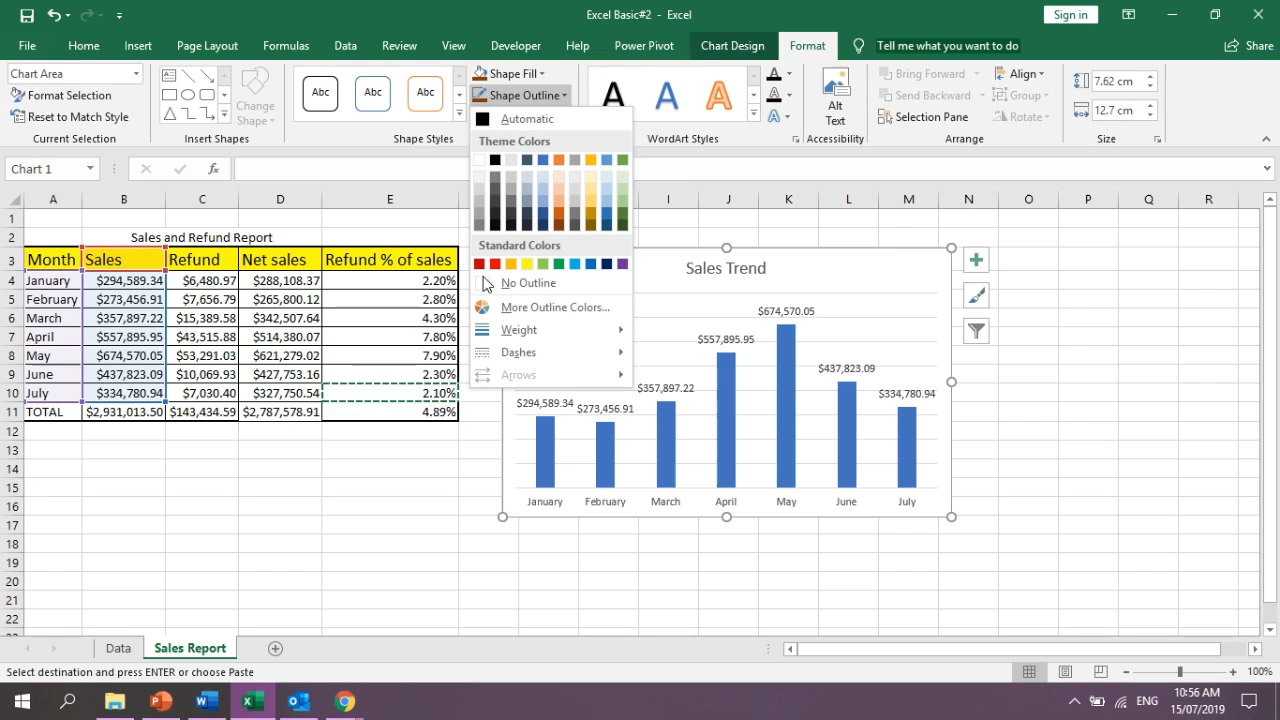 Excel Basic#2 - Excel
Sign in
File Home Insert Page Layout Formulas Data Review View Developer Help Power Pivot Chart Design Format Tell me what you want to do Share
Chart Area
Format Selection
Reset to Match Style
Current Selection
Change
Shape
Insert Shapes
Abc Abc Abc
Shape Fill
Shape Outline
Shape Styles
A A A
WordArt Styles
Alt
Text
Accessibility
Bring Forward
Send Backward
Selection Pane
Align
Group
Rotate
Arrange
7.62 cm
12.7 cm
Size
Automatic
Theme Colors
Standard Colors
No Outline
More Outline Colors...
Weight
Dashes
Arrows
Chart 1
fx
A B C D E I J K L M N O P Q R
1
2 Sales and Refund Report
3 Month Sales Refund Net sales Refund % of sales
4 January $294,589.34 $6,480.97 $288,108.37 2.20%
5 February $273,456.91 $7,656.79 $265,800.12 2.80%
6 March $357,897.22 $15,389.58 $342,507.64 4.30%
7 April $557,895.95 $43,515.88 $514,380.07 7.80%
8 May $674,570.05 $53,291.03 $621,279.02 7.90%
9 June $437,823.09 $10,069.93 $427,753.16 2.30%
10 July $334,780.94 $7,030.40 $327,750.54 2.10%
11 TOTAL $2,931,013.50 $143,434.59 $2,787,578.91 4.89%
12
13
14
15
16
17
18
19
20
21
22
Sales Trend
$294,589.34 $273,456.91 $357,897.22 $557,895.95 $674,570.05 $437,823.09 $334,780.94
January February March April May June July
Data Sales Report
Select destination and press ENTER or choose Paste
100%
ENG
10:56 AM
15/07/2019